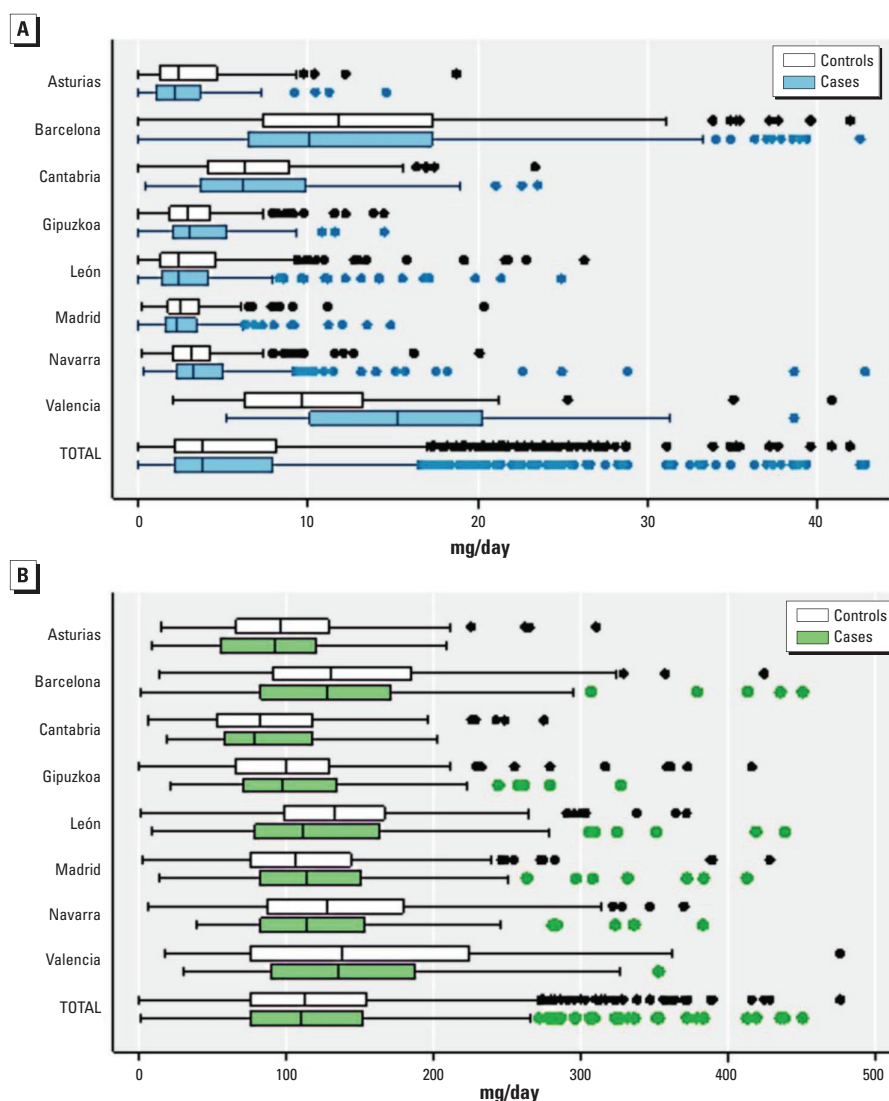 A
Controls
Cases
Asturias
Barcelona
Cantabria
Gipuzkoa
León
Madrid
Navarra
Valencia
TOTAL
0 10 20 30 40
mg/day
B
Controls
Cases
Asturias
Barcelona
Cantabria
Gipuzkoa
León
Madrid
Navarra
Valencia
TOTAL
0 100 200 300 400 500
mg/day